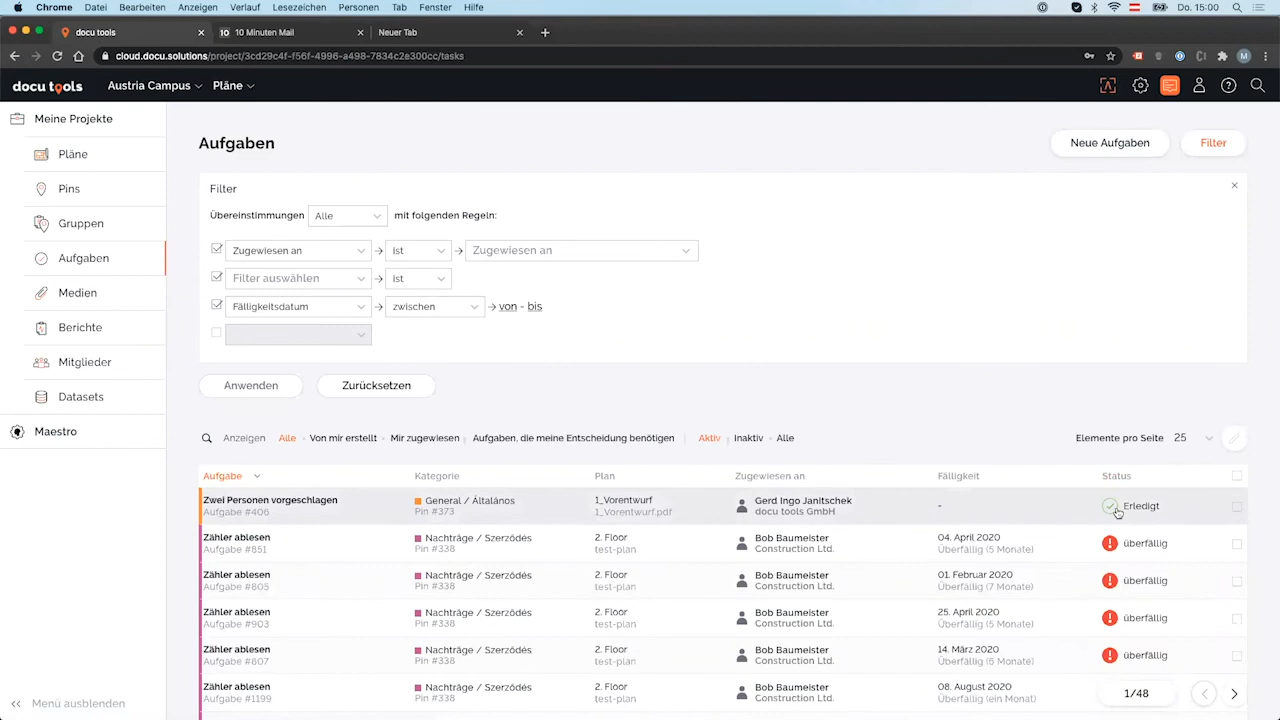 Chrome Datei Bearbeiten Anzeigen Verlauf Lesezeichen Personen Tab Fenster Hilfe Do. 15:00
docu tools 10 10 Minuten Mail Neuer Tab
cloud.docu.solutions/project/3cd29c4f-f56f-4996-a498-7834c2e300cc/tasks
docu tools Austria Campus Pläne
Meine Projekte
Pläne
Pins
Gruppen
Aufgaben
Medien
Berichte
Mitglieder
Datasets
Maestro
Menü ausblenden
Aufgaben Neue Aufgaben Filter
Filter
Übereinstimmungen Alle mit folgenden Regeln:
Zugewiesen an ist Zugewiesen an
Filter auswählen ist
Fälligkeitsdatum zwischen von - bis
Anwenden Zurücksetzen
Anzeigen Alle Von mir erstellt Mir zugewiesen Aufgaben, die meine Entscheidung benötigen Aktiv Inaktiv Alle Elemente pro Seite 25
Aufgabe Kategorie Plan Zugewiesen an Fälligkeit Status
Zwei Personen vorgeschlagen General / Általános 1_Vorentwurf Gerd Ingo Janitschek - Erledigt
Aufgabe #406 Pin #373 1_Vorentwurf.pdf docu tools GmbH
Zähler ablesen Nachträge / Szerződés 2. Floor Bob Baumeister 04. April 2020 überfällig
Aufgabe #851 Pin #338 test-plan Construction Ltd. Überfällig (5 Monate)
Zähler ablesen Nachträge / Szerződés 2. Floor Bob Baumeister 01. Februar 2020 überfällig
Aufgabe #805 Pin #338 test-plan Construction Ltd. Überfällig (7 Monate)
Zähler ablesen Nachträge / Szerződés 2. Floor Bob Baumeister 25. April 2020 überfällig
Aufgabe #903 Pin #338 test-plan Construction Ltd. Überfällig (5 Monate)
Zähler ablesen Nachträge / Szerződés 2. Floor Bob Baumeister 14. März 2020 überfällig
Aufgabe #807 Pin #338 test-plan Construction Ltd. Überfällig (6 Monate)
Zähler ablesen Nachträge / Szerződés 2. Floor Bob Baumeister 08. August 2020
Aufgabe #1199 Pin #338 test-plan Construction Ltd. Überfällig (ein Monat)
1/48